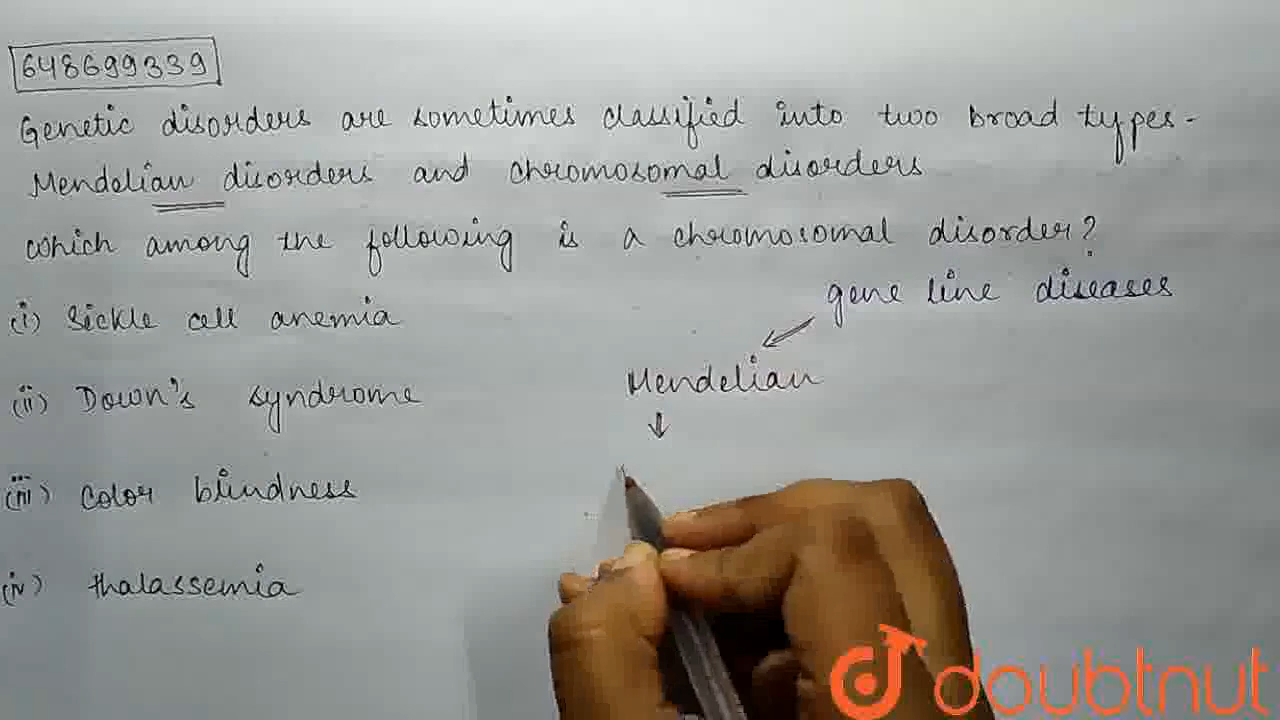 648699339
Genetic disorders are sometimes classified into two broad types-
Mendelian disorders and chromosomal disorders
which among the following is a chromosomal disorder?
gene line diseases
(i) Sickle cell anemia
Mendelian
(ii) Down's syndrome
(iii) Color blindness
(iv) thalassemia
doubtnut